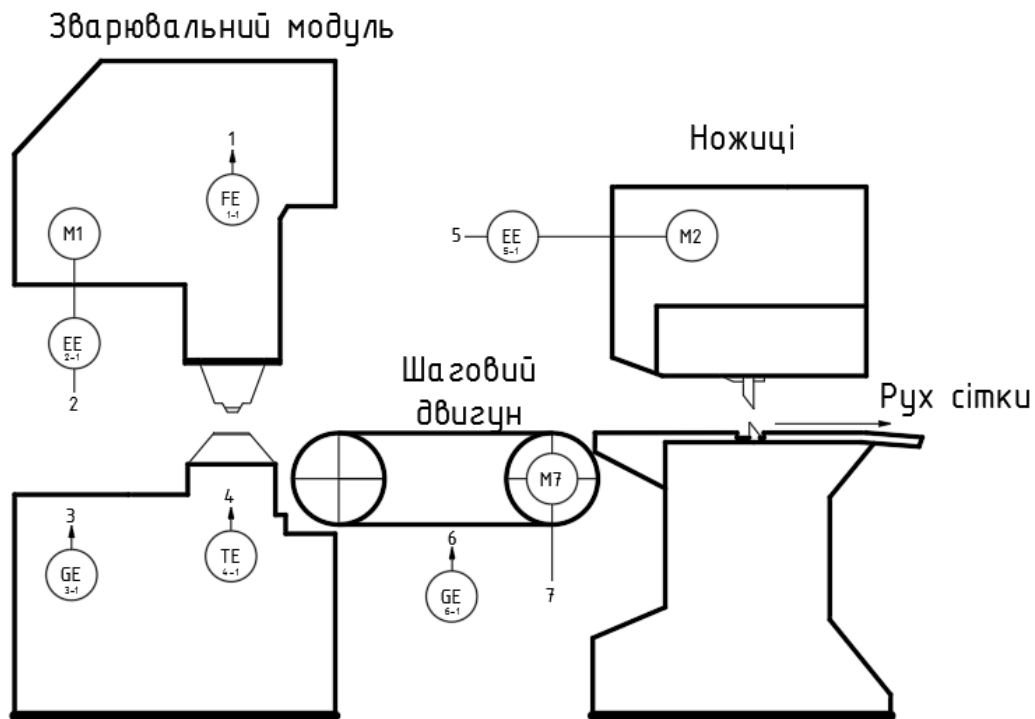 Зварювальний модуль
1
FE
1-1
M1
EE
2-1
2
Ножиці
5
EE
5-1
M2
Шаговий
двигун
Рух сітки
3
GE
3-1
4
TE
4-1
M7
6
GE
6-1
7